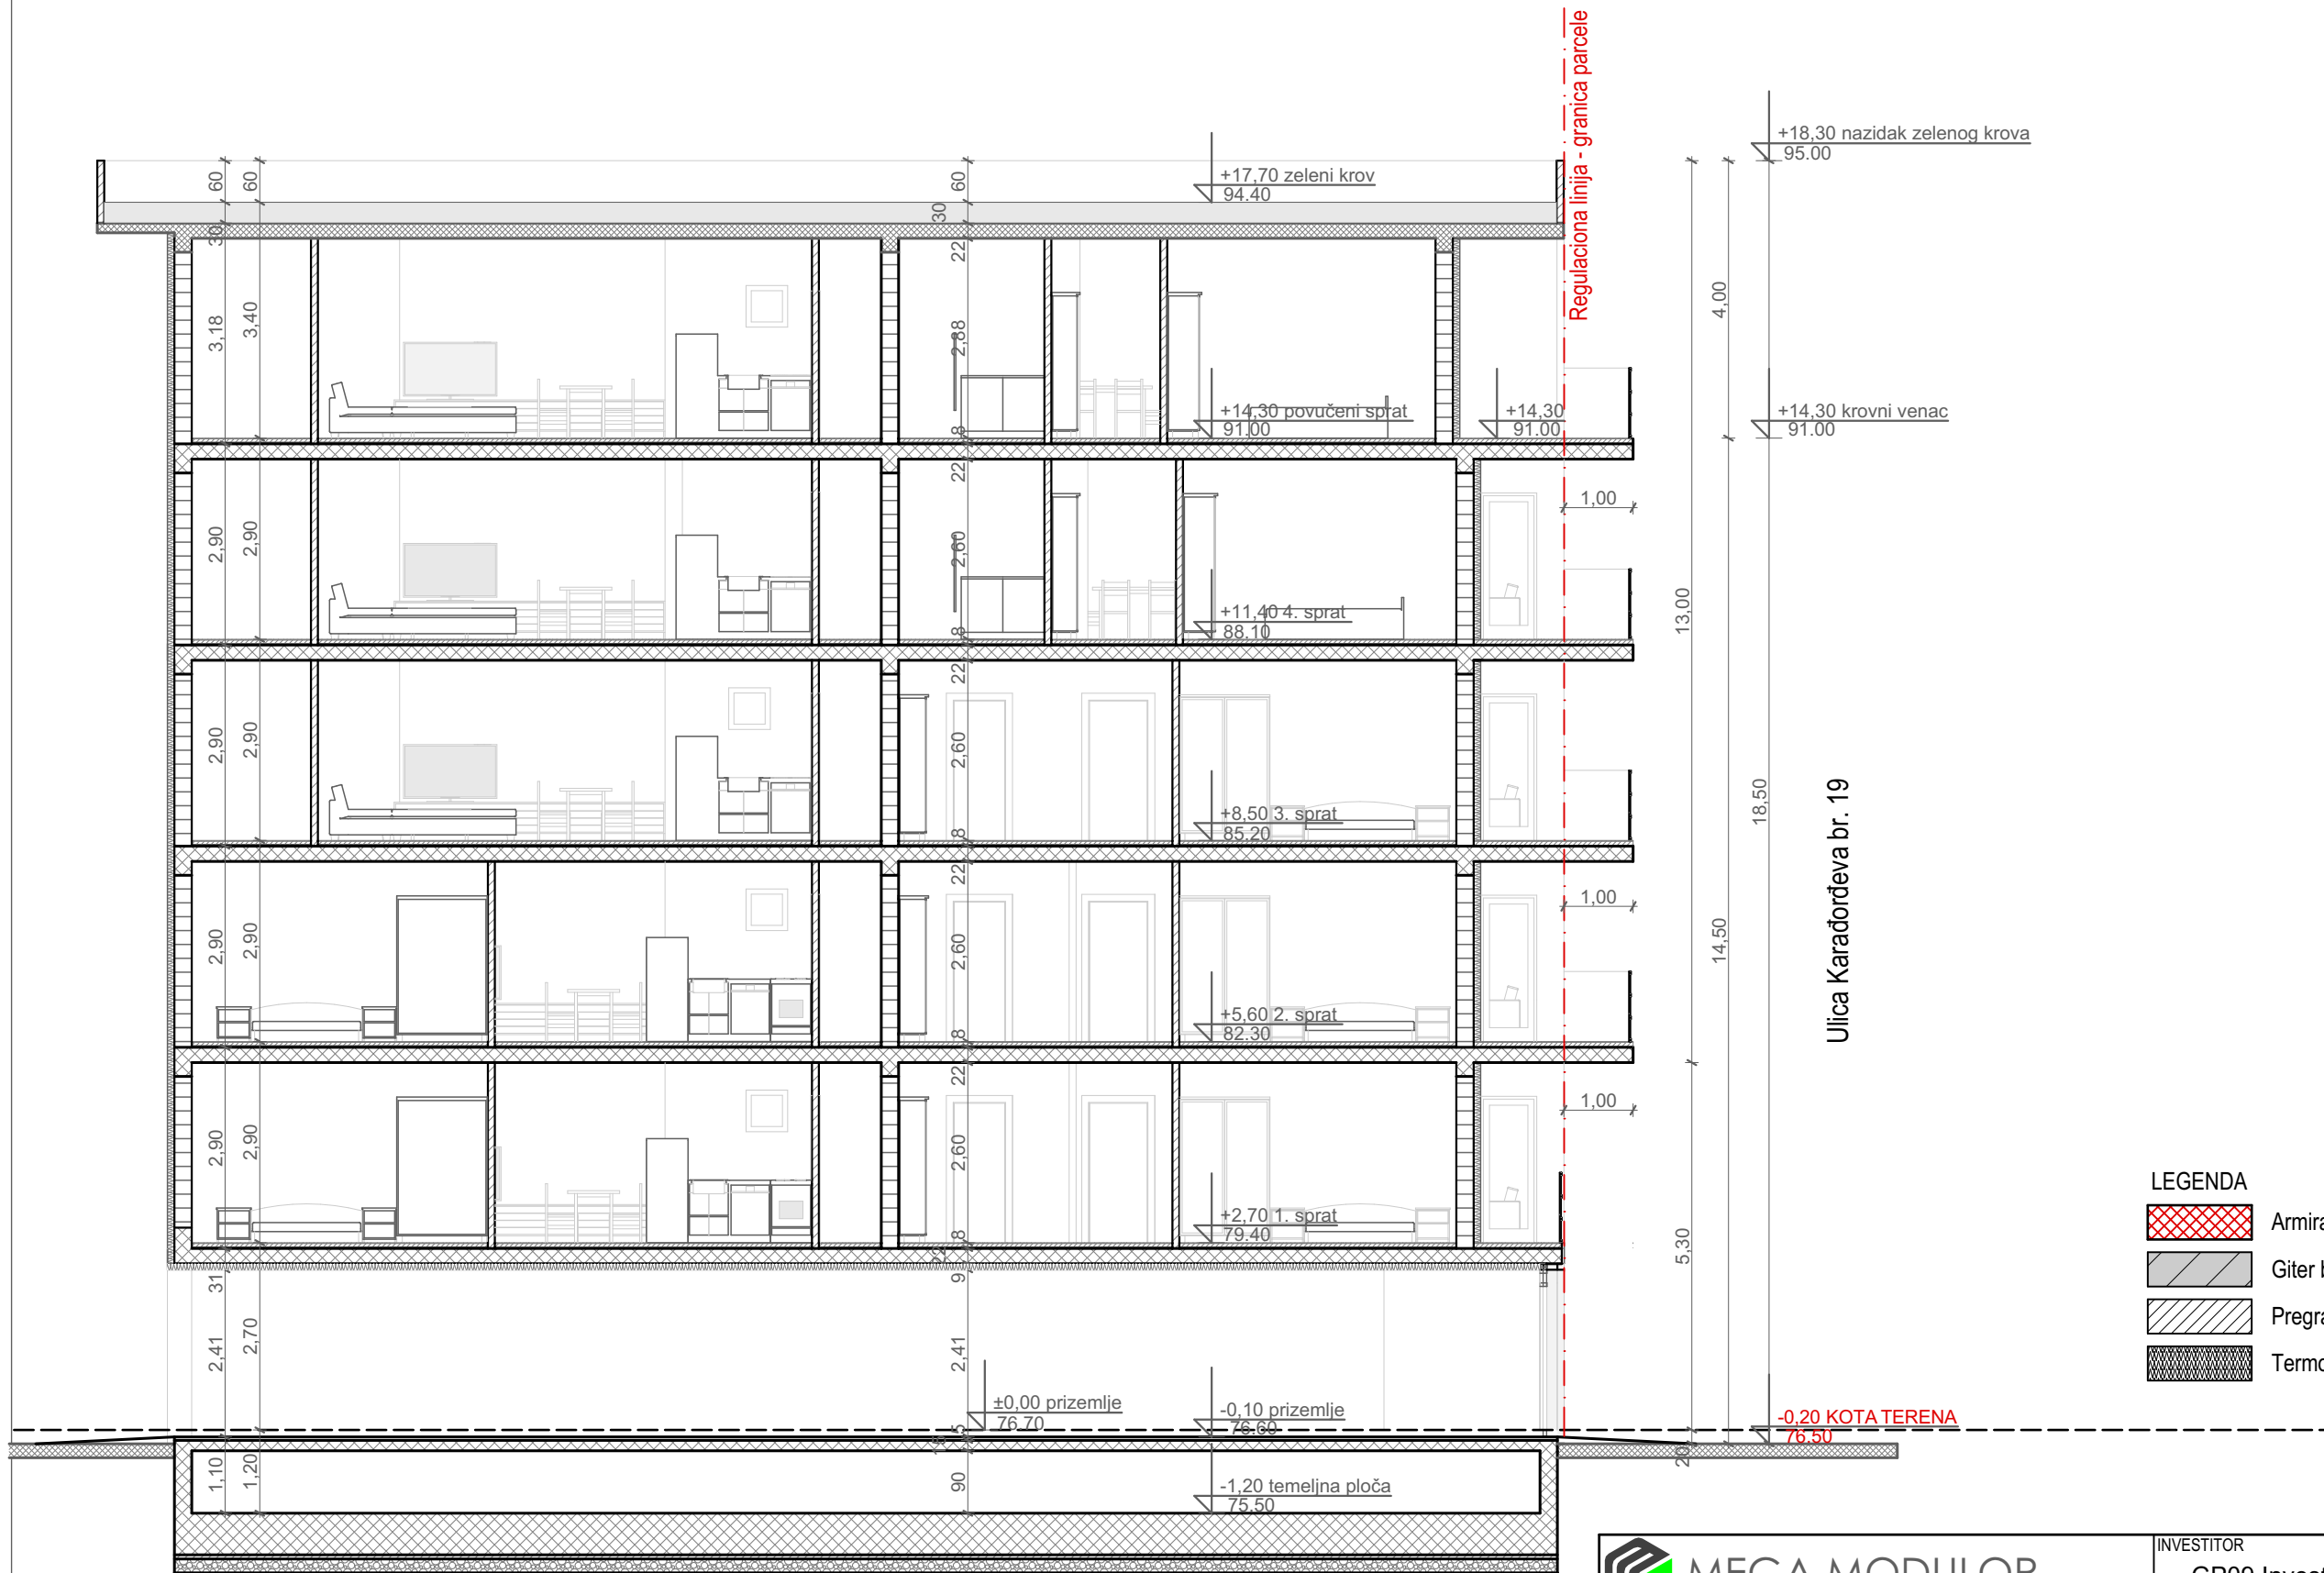 Regulaciona linija - granica parcele
+18,30 nazidak zelenog krova
95.00
+17,70 zeleni krov
94.40
60
60
60
30
30
22
3,18
3,40
2,88
4,00
+14,30 povučeni sprat
91.00
+14,30
91.00
+14,30 krovni venac
91.00
8
22
1,00
2,90
2,90
2,60
13,00
+11,40 4. sprat
88.10
8
22
2,90
2,90
2,60
18,50
Ulica Karađorđeva br. 19
+8,50 3. sprat
85.20
8
22
1,00
2,90
2,90
2,60
14,50
+5,60 2. sprat
82.30
8
22
1,00
2,90
2,90
2,60
+2,70 1. sprat
79.40
8
22
5,30
31
9
2,41
2,70
2,41
±0,00 prizemlje
76.70
-0,10 prizemlje
76.60
-0,20 KOTA TERENA
76.50
20
1,10
1,20
90
-1,20 temeljna ploča
75.50
LEGENDA
Armira
Giter
Pregra
Termo
MEGA MODULOR
INVESTITOR